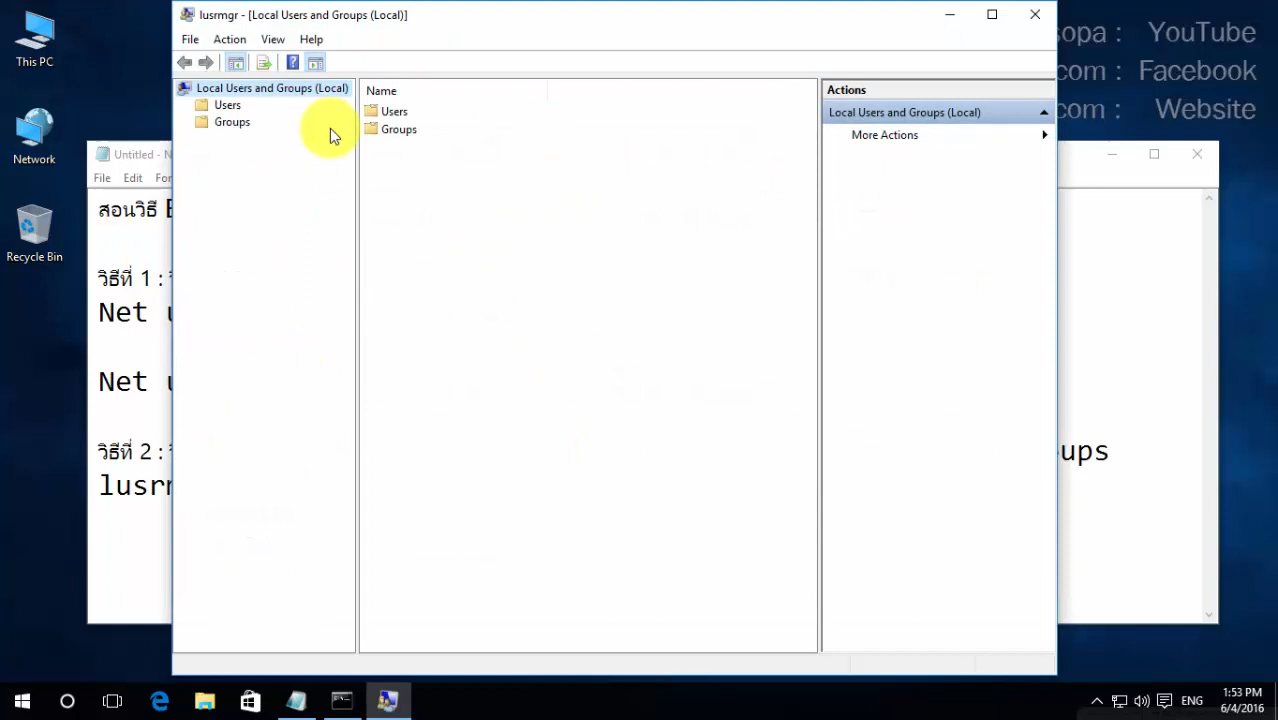 lusrmgr - [Local Users and Groups (Local)]
File Action View Help
Local Users and Groups (Local)
Users
Groups
Name
Users
Groups
Actions
Local Users and Groups (Local)
More Actions
This PC
Network
Recycle Bin
sopa : YouTube
com : Facebook
com : Website
Untitled - N
File Edit For
สอนวิธี
วิธีที่ 1 :
Net u
Net u
วิธีที่ 2 :
ups
lusrm
ENG
1:53 PM
6/4/2016